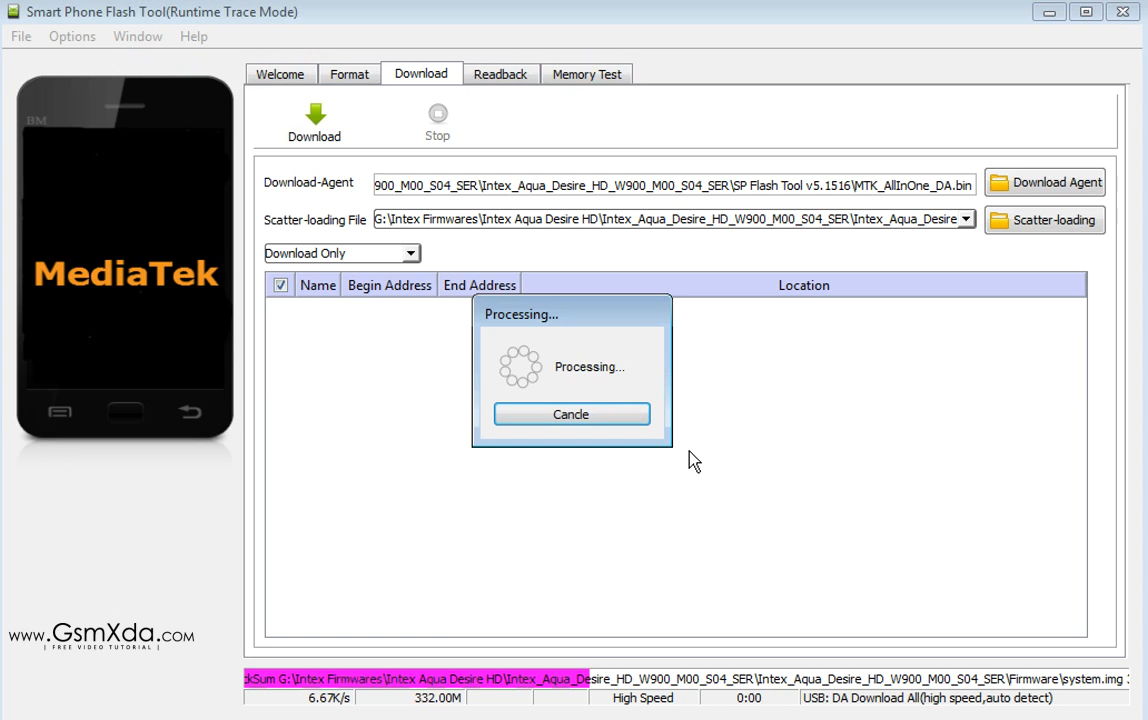 Smart Phone Flash Tool(Runtime Trace Mode)
File Options Window Help
Welcome Format Download Readback Memory Test
BM
Download Stop
Download-Agent 900_M00_S04_SER\Intex_Aqua_Desire_HD_W900_M00_S04_SER\SP Flash Tool v5.1516\MTK_AllInOne_DA.bin Download Agent
Scatter-loading File G:\Intex Firmwares\Intex Aqua Desire HD\Intex_Aqua_Desire_HD_W900_M00_S04_SER\Intex_Aqua_Desire Scatter-loading
Download Only
MediaTek
Name Begin Address End Address Location
Processing...
Processing...
Cancle
www.GsmXda.com
| FREE VIDEO TUTORIAL |
ckSum G:\Intex Firmwares\Intex Aqua Desire HD\Intex_Aqua_Desire_HD_W900_M00_S04_SER\Intex_Aqua_Desire_HD_W900_M00_S04_SER\Firmware\system.img
6.67K/s 332.00M High Speed 0:00 USB: DA Download All(high speed,auto detect)